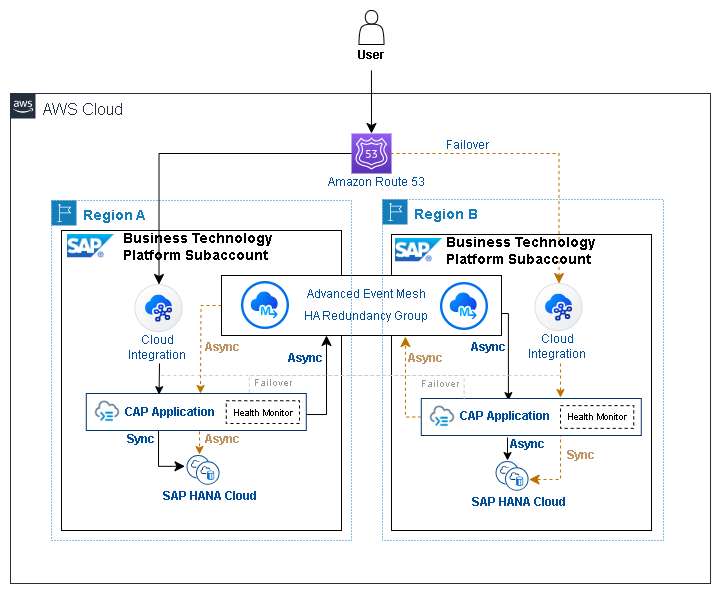 User
aws
AWS Cloud
53
Failover
Amazon Route 53
Region A
Region B
SAP
®
Business Technology
Platform Subaccount
SAP
®
Business Technology
Platform Subaccount
M
Advanced Event Mesh
HA Redundancy Group
M
Cloud
Integration
Cloud
Integration
Async
Async
Async
Async
Failover
Failover
CAP Application
Health Monitor
CAP Application
Health Monitor
Sync
Async
Async
Sync
SAP HANA Cloud
SAP HANA Cloud